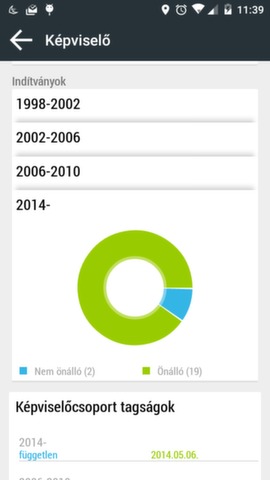 11:39
Képviselő
Indítványok
1998-2002
2002-2006
2006-2010
2014-
Nem önálló (2)
Önálló (19)
Képviselőcsoport tagságok
2014-
független 2014.05.06.